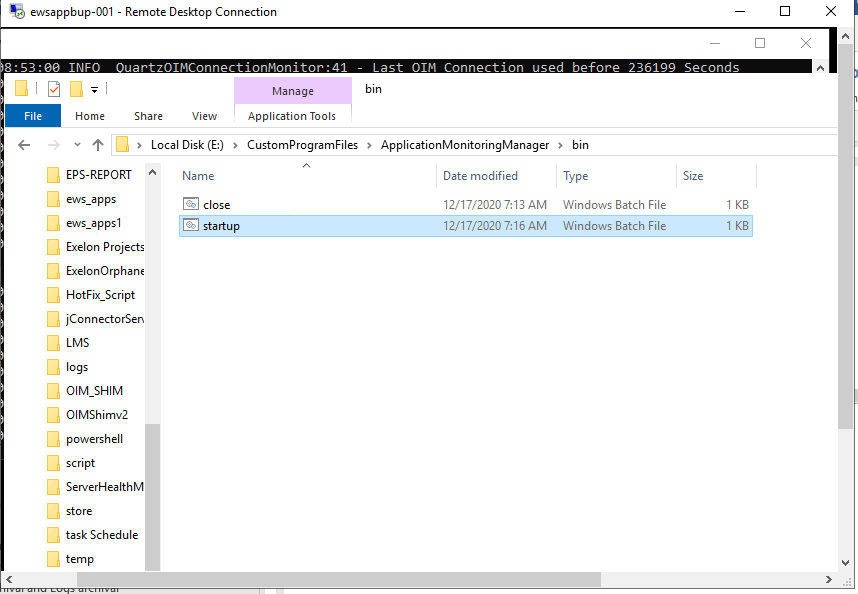 ewsappbup-001 - Remote Desktop Connection
08:53:00 INFO  QuartzOIMConnectionMonitor:41 - Last OIM Connection used before 236199 Seconds
Manage
bin
File
Home
Share
View
Application Tools
Local Disk (E:) > CustomProgramFiles > ApplicationMonitoringManager > bin
Name
Date modified
Type
Size
close
12/17/2020 7:13 AM
Windows Batch File
1 KB
startup
12/17/2020 7:16 AM
Windows Batch File
1 KB
EPS-REPORT
ews_apps
ews_apps1
Exelon Projects
ExelonOrphane
HotFix_Script
jConnectorServ
LMS
logs
OIM_SHIM
OIMShimv2
powershell
script
ServerHealthM
store
task Schedule
temp
nival and Logs archival